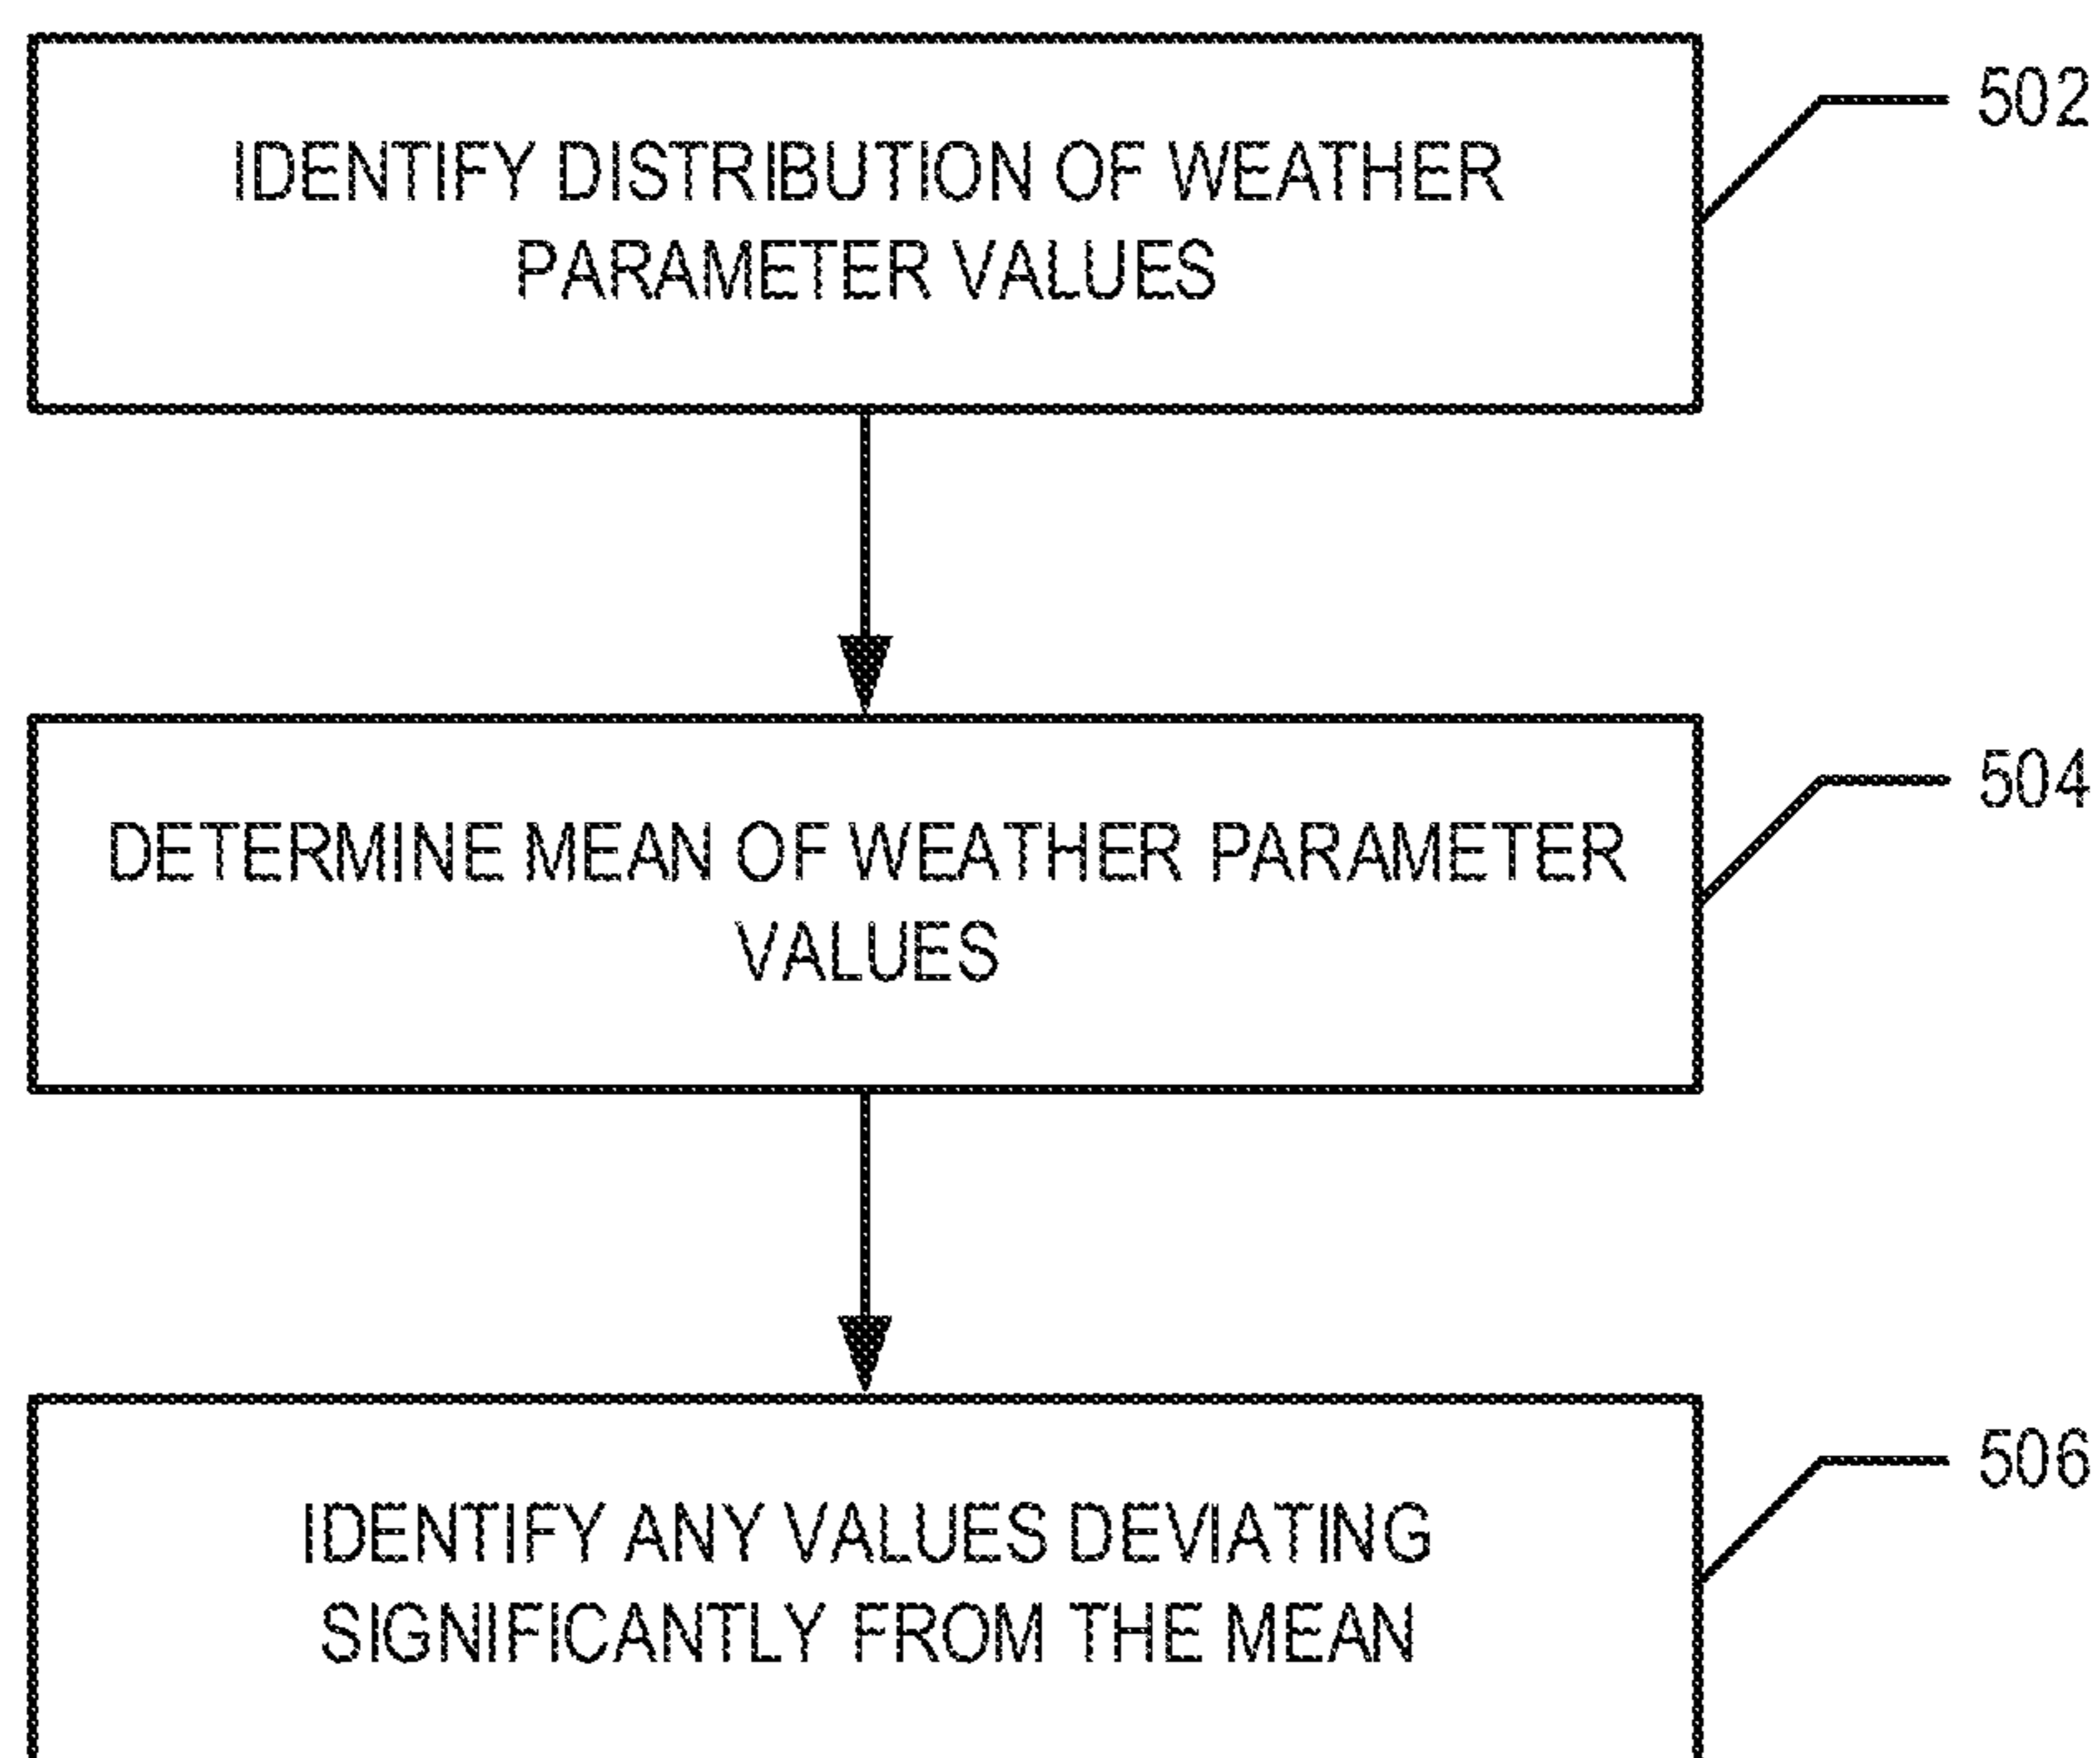 502
IDENTIFY DISTRIBUTION OF WEATHER
PARAMETER VALUES
504
DETERMINE MEAN OF WEATHER PARAMETER
VALUES
506
IDENTIFY ANY VALUES DEVIATING
SIGNIFICANTLY FROM THE MEAN